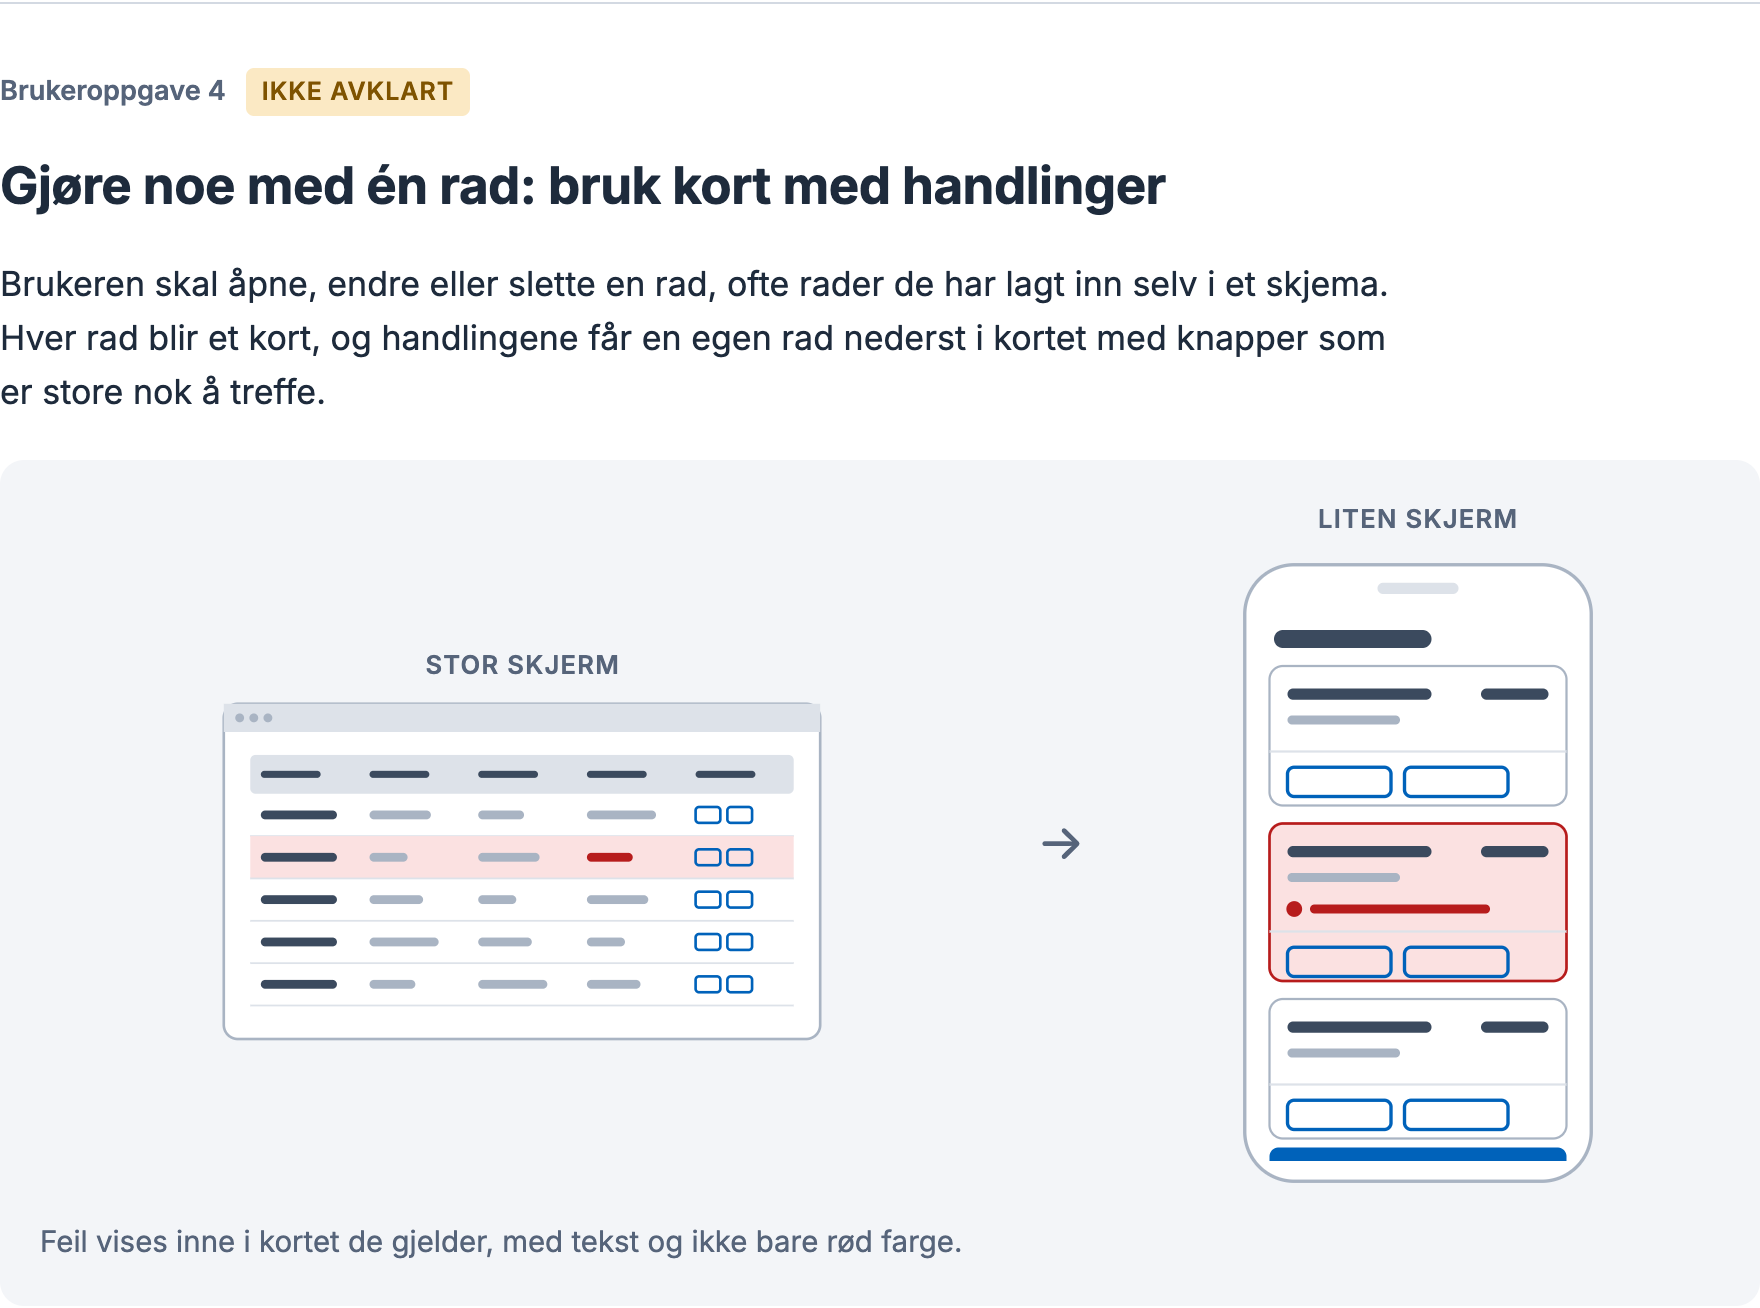 Brukeroppgave 4 IKKE AVKLART
Gjøre noe med én rad: bruk kort med handlinger
Brukeren skal åpne, endre eller slette en rad, ofte rader de har lagt inn selv i et skjema.
Hver rad blir et kort, og handlingene får en egen rad nederst i kortet med knapper som
er store nok å treffe.
LITEN SKJERM
STOR SKJERM
Feil vises inne i kortet de gjelder, med tekst og ikke bare rød farge.